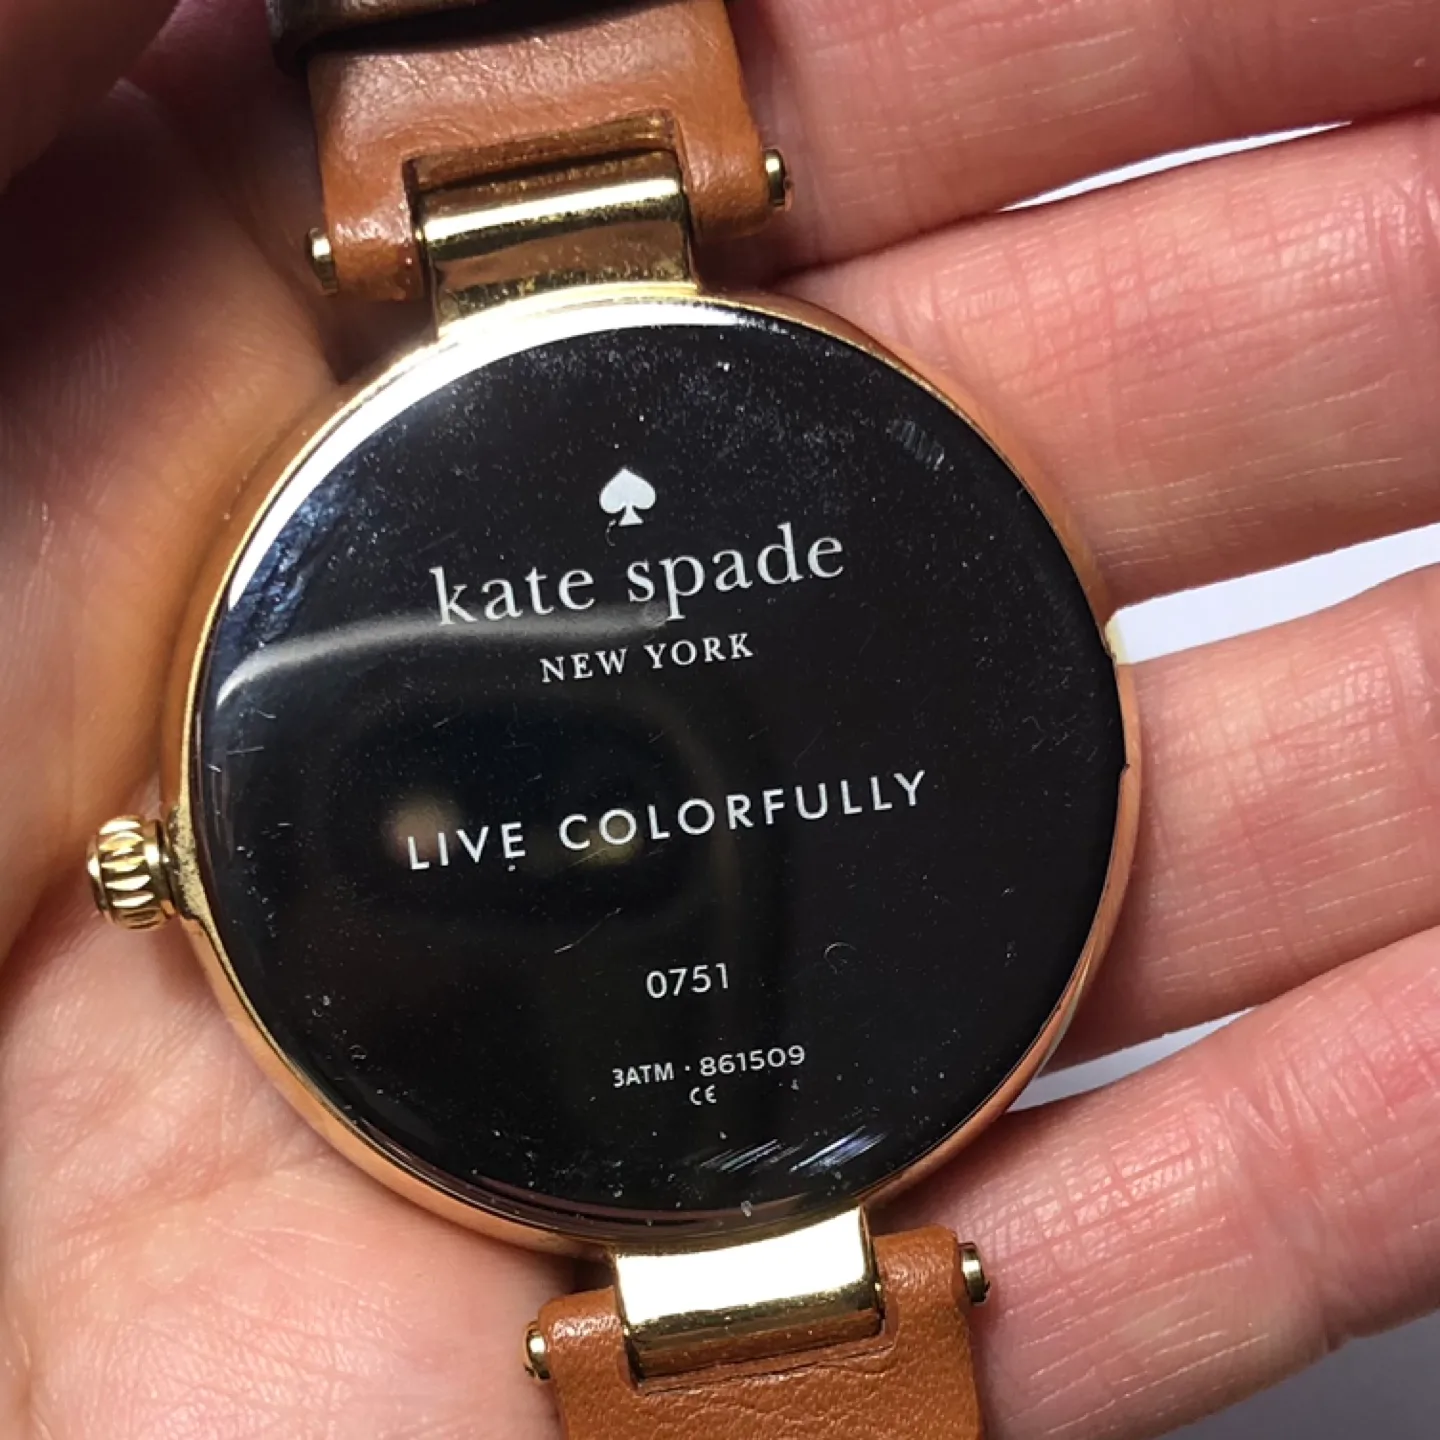 kate spade
NEW YORK
LIVE COLORFULLY
0751
3ATM · 861509
CE